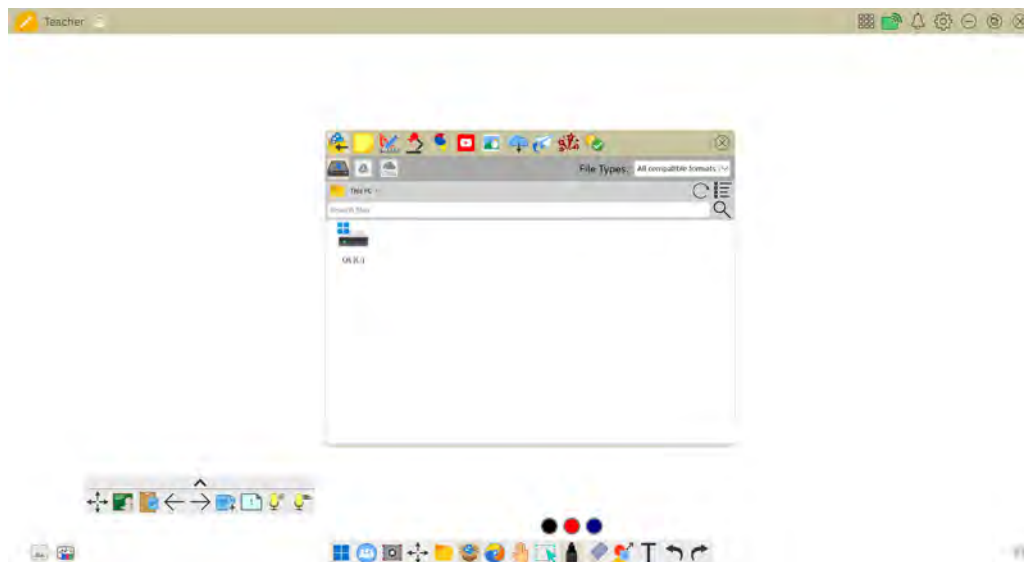 Teacher
File Types: All compatible formats
This PC
Search files
OS (C:)